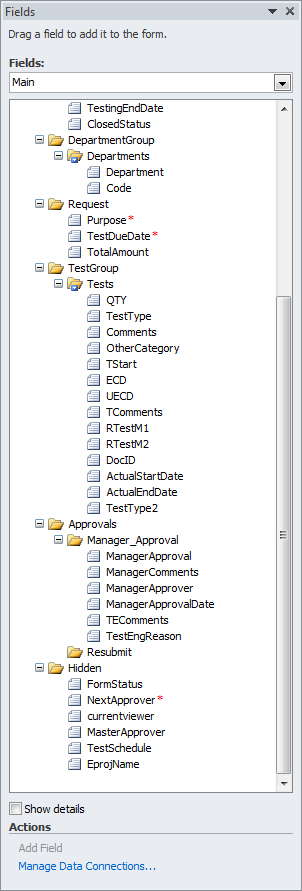 Fields
Drag a field to add it to the form.
Fields:
Main
TestingEndDate
ClosedStatus
DepartmentGroup
Departments
Department
Code
Request
Purpose *
TestDueDate *
TotalAmount
TestGroup
Tests
QTY
TestType
Comments
OtherCategory
TStart
ECD
UECD
TComments
RTestM1
RTestM2
DocID
ActualStartDate
ActualEndDate
TestType2
Approvals
Manager_Approval
ManagerApproval
ManagerComments
ManagerApprover
ManagerApprovalDate
TEComments
TestEngReason
Resubmit
Hidden
FormStatus
NextApprover *
currentviewer
MasterApprover
TestSchedule
EprojName
Show details
Actions
Add Field
Manage Data Connections...